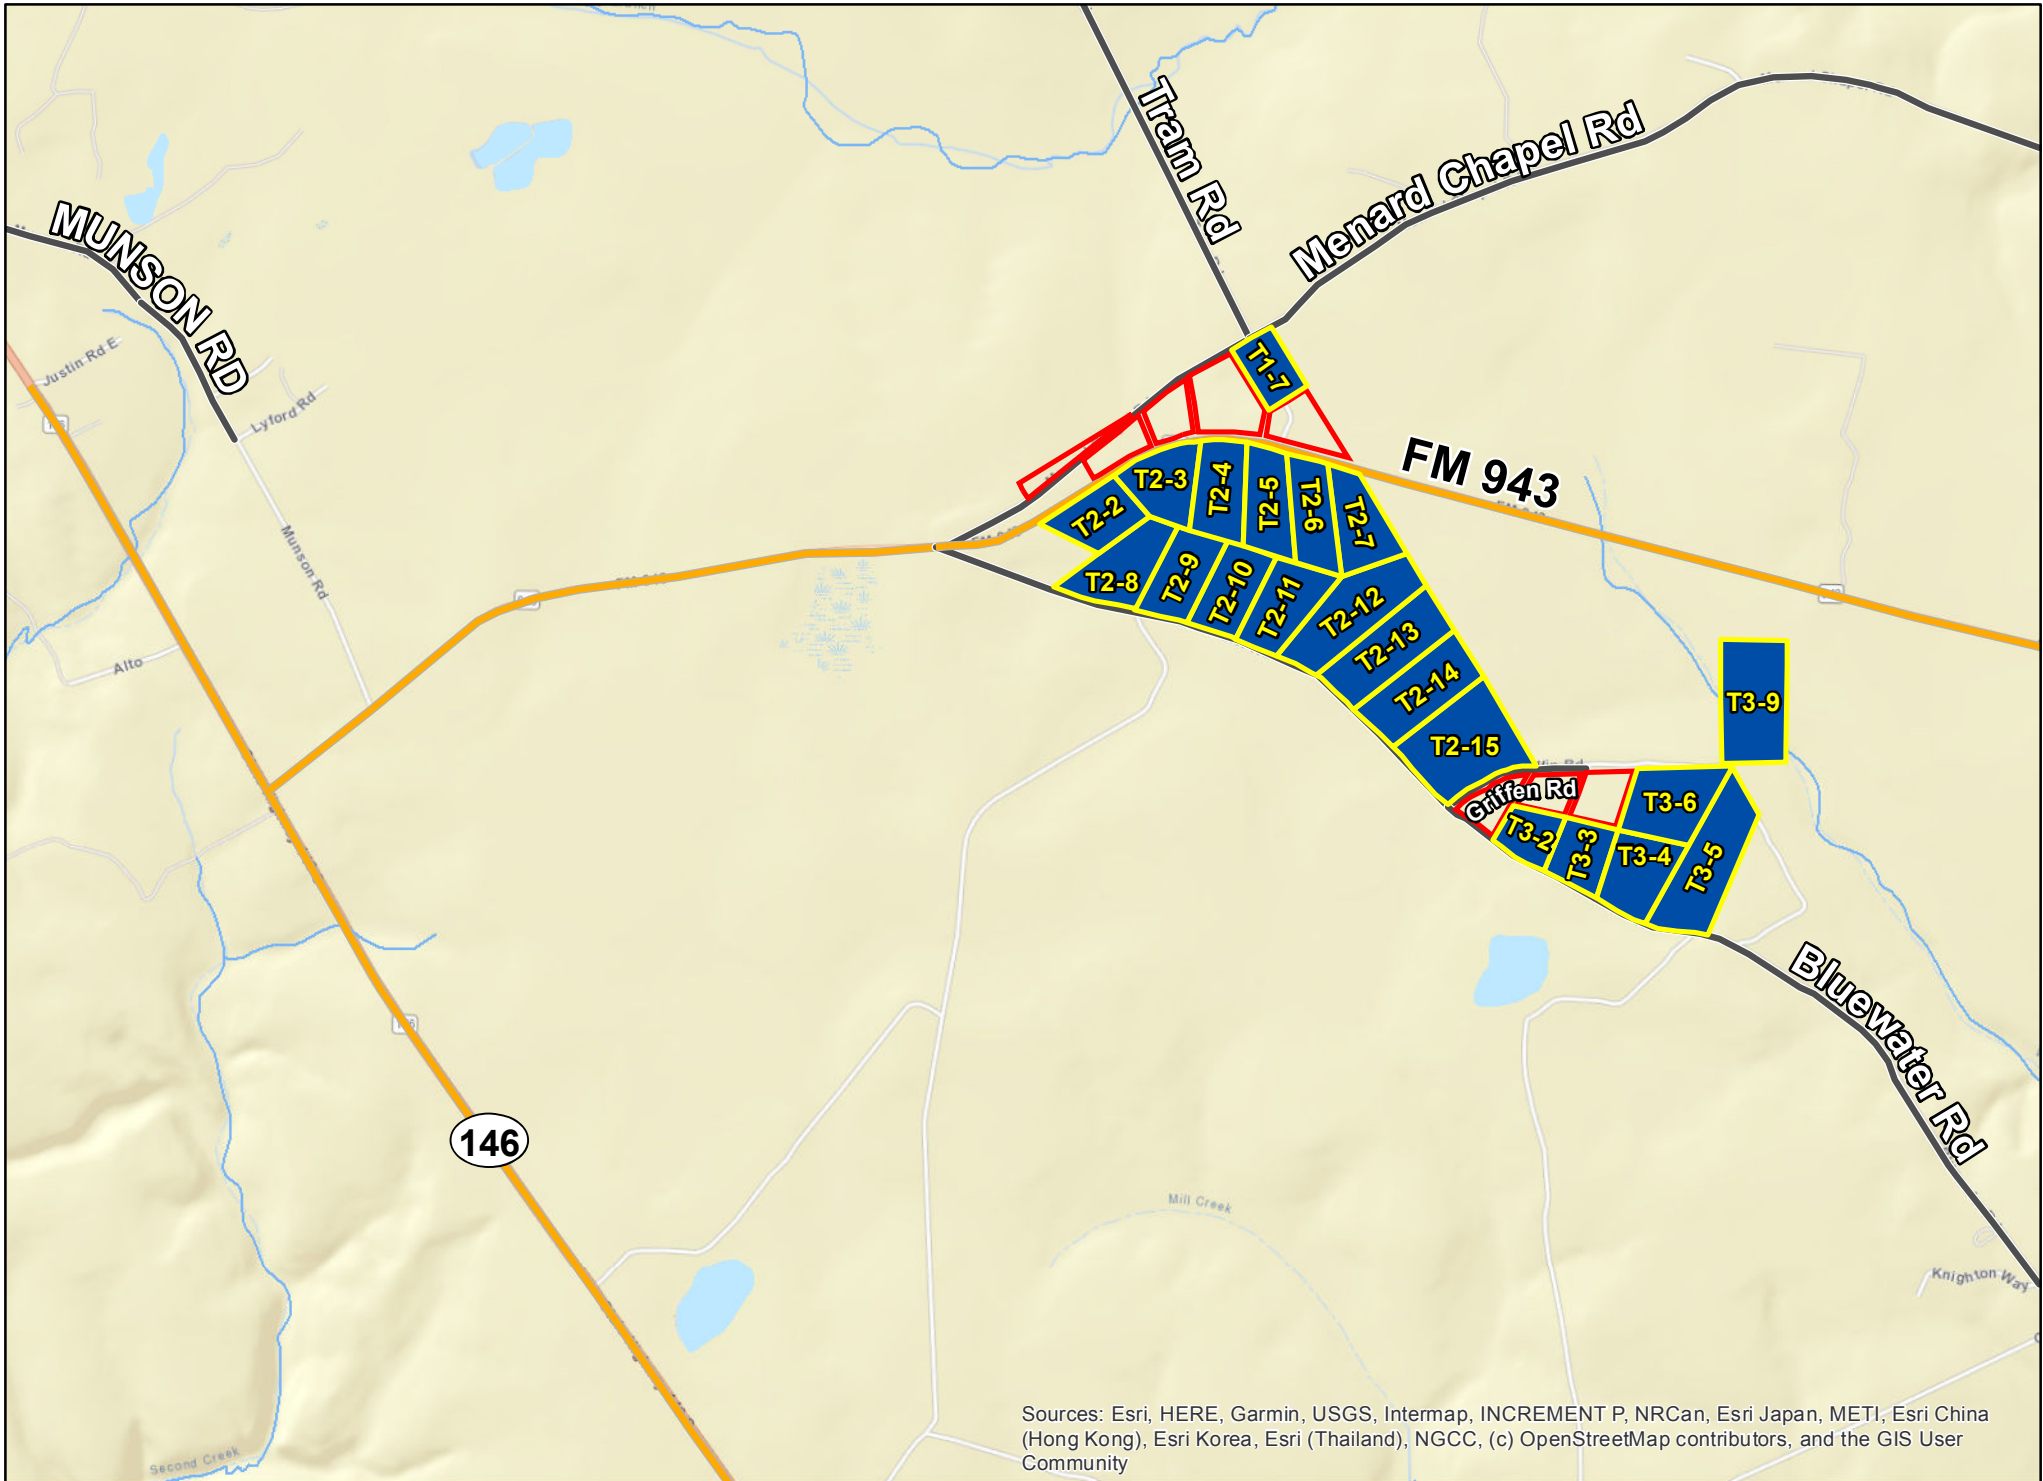 Tram Rd
Menard Chapel Rd
MUNSON RD
Justin Rd E
Lyford Rd
Munson Rd
Alto
FM 943
T1-7
T2-2
T2-3
T2-4
T2-5
T2-6
T2-7
T2-8
T2-9
T2-10
T2-11
T2-12
T2-13
T2-14
T2-15
T3-9
Griffen Rd
T3-2
T3-3
T3-4
T3-5
T3-6
Bluewater Rd
146
Mill Creek
Knighton Way
Second Creek
Sources: Esri, HERE, Garmin, USGS, Intermap, INCREMENT P, NRCan, Esri Japan, METI, Esri China
(Hong Kong), Esri Korea, Esri (Thailand), NGCC, (c) OpenStreetMap contributors, and the GIS User
Community